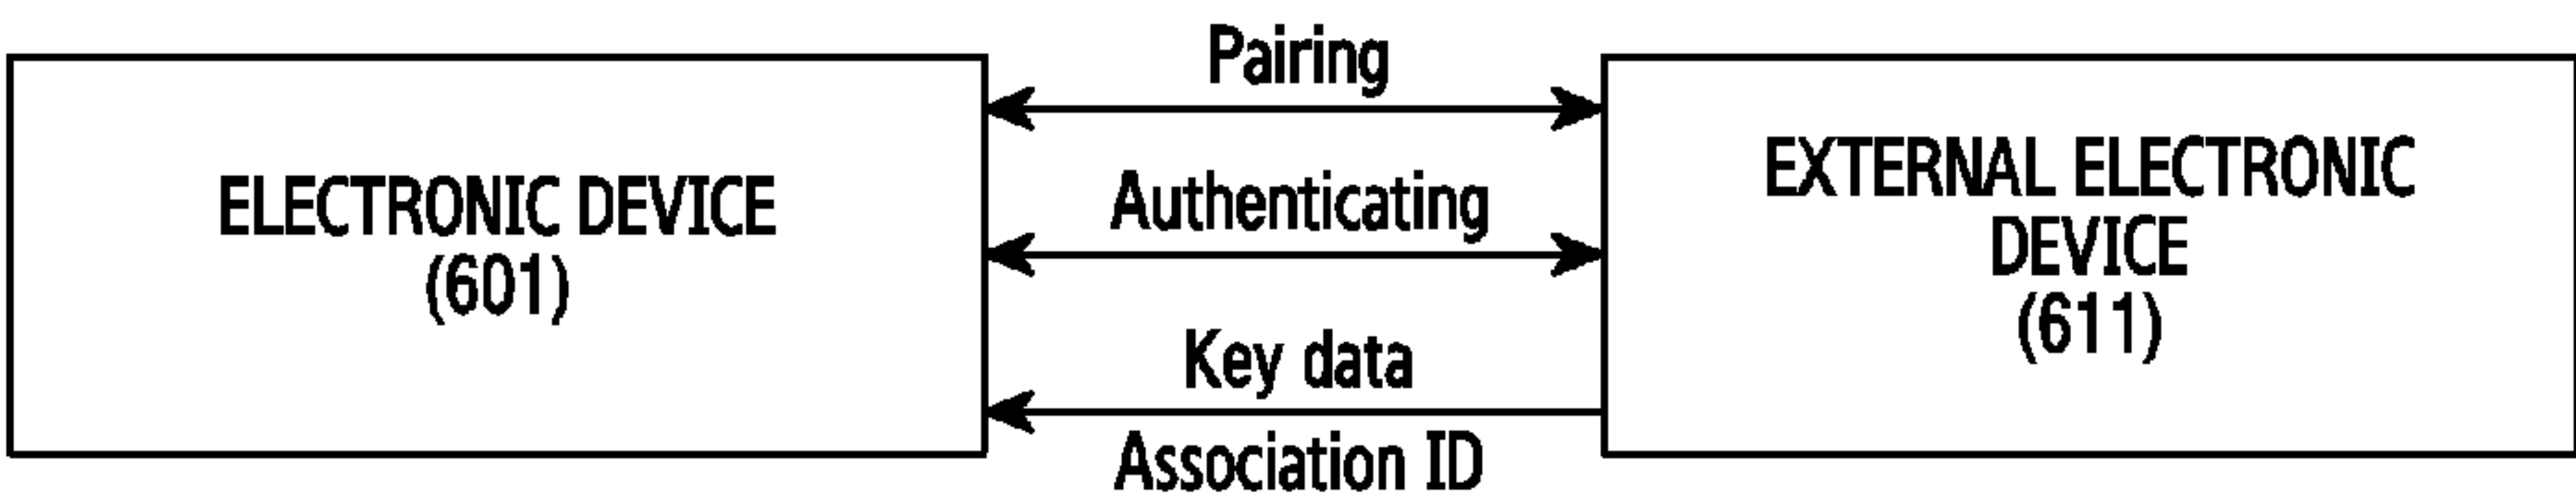 Pairing
ELECTRONIC DEVICE
(601)
Authenticating
Key data
Association ID
EXTERNAL ELECTRONIC
DEVICE
(611)